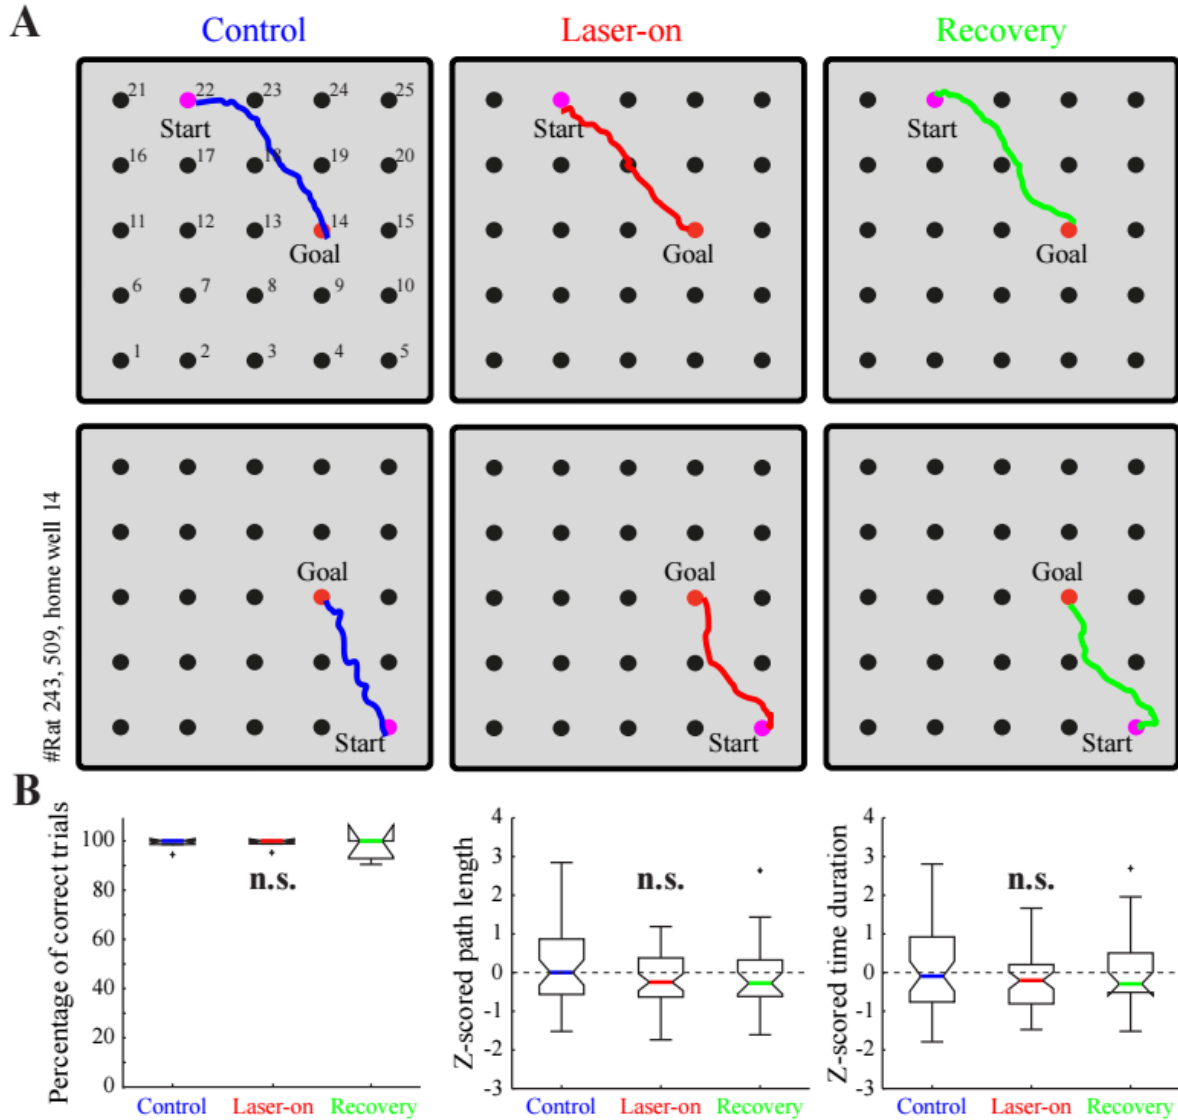 A
Control
Laser-on
Recovery
21 22 23 24 25
Start
16 17 18 19 20
11 12 13 14 15
Goal
6 7 8 9 10
1 2 3 4 5
Start
Goal
Start
Goal
#Rat 243, 509, home well 14
Goal
Start
Goal
Start
Goal
Start
B
Percentage of correct trials
100
80
60
40
20
0
n.s.
Control Laser-on Recovery
Z-scored path length
4
3
2
1
0
-1
-2
-3
n.s.
Control Laser-on Recovery
Z-scored time duration
4
3
2
1
0
-1
-2
-3
n.s.
Control Laser-on Recovery